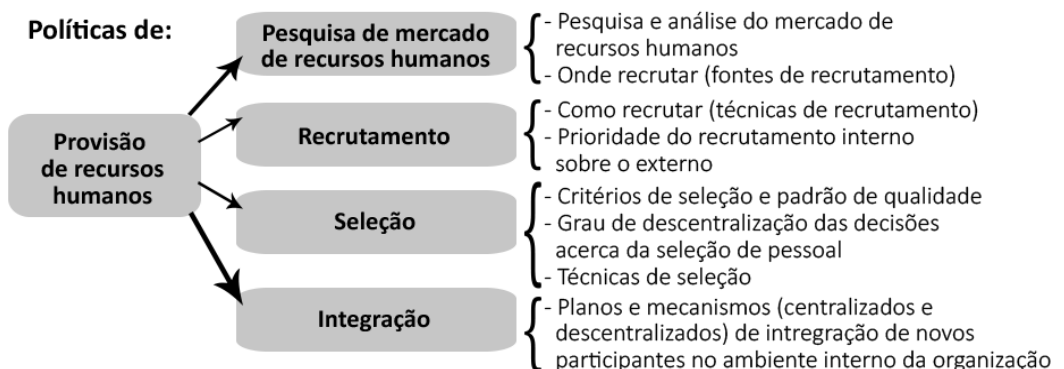 Políticas de:
Provisão
de recursos
humanos
Pesquisa de mercado
de recursos humanos
- Pesquisa e análise do mercado de
recursos humanos
- Onde recrutar (fontes de recrutamento)
Recrutamento
- Como recrutar (técnicas de recrutamento)
- Prioridade do recrutamento interno
sobre o externo
Seleção
- Critérios de seleção e padrão de qualidade
- Grau de descentralização das decisões
acerca da seleção de pessoal
- Técnicas de seleção
Integração
- Planos e mecanismos (centralizados e
descentralizados) de intregração de novos
participantes no ambiente interno da organização